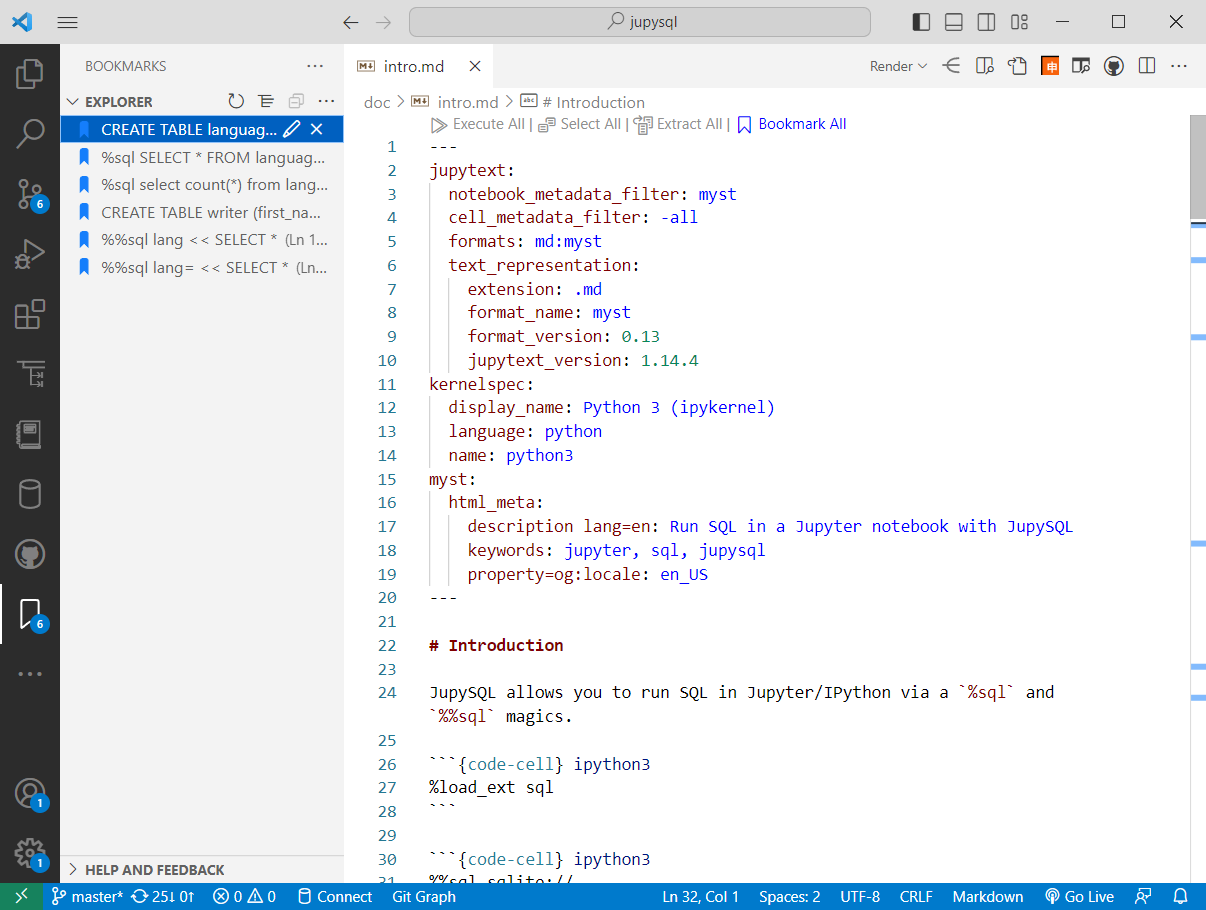 jupysql
BOOKMARKS
EXPLORER
CREATE TABLE languag...
%sql SELECT * FROM languag...
%sql select count(*) from lang...
CREATE TABLE writer (first_na...
%%sql lang << SELECT * (Ln 1...
%%sql lang= << SELECT * (Ln...
HELP AND FEEDBACK
6
6
1
1
intro.md
Render
doc > intro.md > # Introduction
Execute All | Select All | Extract All | Bookmark All
1 ---
2 jupytext:
3 notebook_metadata_filter: myst
4 cell_metadata_filter: -all
5 formats: md:myst
6 text_representation:
7 extension: .md
8 format_name: myst
9 format_version: 0.13
10 jupytext_version: 1.14.4
11 kernelspec:
12 display_name: Python 3 (ipykernel)
13 language: python
14 name: python3
15 myst:
16 html_meta:
17 description lang=en: Run SQL in a Jupyter notebook with JupySQL
18 keywords: jupyter, sql, jupysql
19 property=og:locale: en_US
20 ---
21
22 # Introduction
23
24 JupySQL allows you to run SQL in Jupyter/IPython via a `%sql` and
`%%sql` magics.
25
26 ```{code-cell} ipython3
27 %load_ext sql
28 ```
29
30 ```{code-cell} ipython3
31 %%sql sqlite://
master* 25↓ 0↑ 0 0 Connect Git Graph Ln 32, Col 1 Spaces: 2 UTF-8 CRLF Markdown Go Live